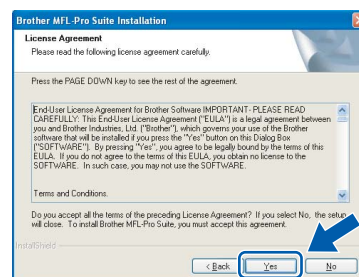 Brother MFL-Pro Suite Installation
License Agreement
Please read the following license agreement carefully.
Press the PAGE DOWN key to see the rest of the agreement.
End-User License Agreement for Brother Software IMPORTANT- PLEASE READ
CAREFULLY: This End-User License Agreement ("EULA") is a legal agreement between
you and Brother Industries, Ltd. ("Brother"), which governs your use of the Brother
software that will be installed if you press the "Yes" button on this Dialog Box
("SOFTWARE"). By pressing "Yes", you agree to be legally bound by the terms of this
EULA. If you do not agree to the terms of this EULA, you obtain no license to the
SOFTWARE. In such case, you may not use the SOFTWARE.
Terms and Conditions.
Do you accept all the terms of the preceding License Agreement? If you select No, the setup
will close. To install Brother MFL-Pro Suite, you must accept this agreement.
InstallShield
< Back
Yes
No